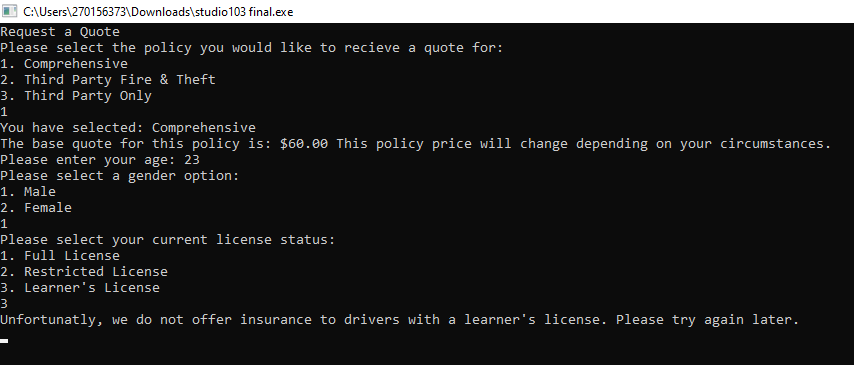 C:\Users\270156373\Downloads\studio103 final.exe
Request a Quote
Please select the policy you would like to recieve a quote for:
1. Comprehensive
2. Third Party Fire & Theft
3. Third Party Only
1
You have selected: Comprehensive
The base quote for this policy is: $60.00 This policy price will change depending on your circumstances.
Please enter your age: 23
Please select a gender option:
1. Male
2. Female
1
Please select your current license status:
1. Full License
2. Restricted License
3. Learner's License
3
Unfortunatly, we do not offer insurance to drivers with a learner's license. Please try again later.